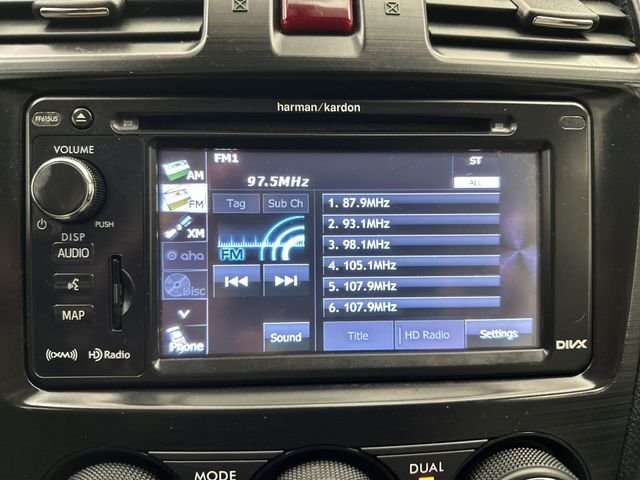 harman/kardon
FF615US
VOLUME
PUSH
DISP
AUDIO
MAP
((XM))
HD Radio
AM
FM
XM
aha
Disc
Phone
FM1
ST
97.5MHz
ALL
Tag
Sub Ch
FM
Sound
1. 87.9MHz
2. 93.1MHz
3. 98.1MHz
4. 105.1MHz
5. 107.9MHz
6. 107.9MHz
Title
HD Radio
Settings
DIVX
MODE
DUAL